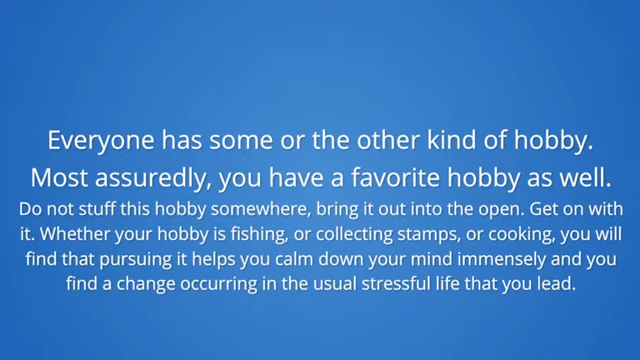 Everyone has some or the other kind of hobby.
Most assuredly, you have a favorite hobby as well.
Do not stuff this hobby somewhere, bring it out into the open. Get on with
it. Whether your hobby is fishing, or collecting stamps, or cooking, you will
find that pursuing it helps you calm down your mind immensely and you
find a change occurring in the usual stressful life that you lead.